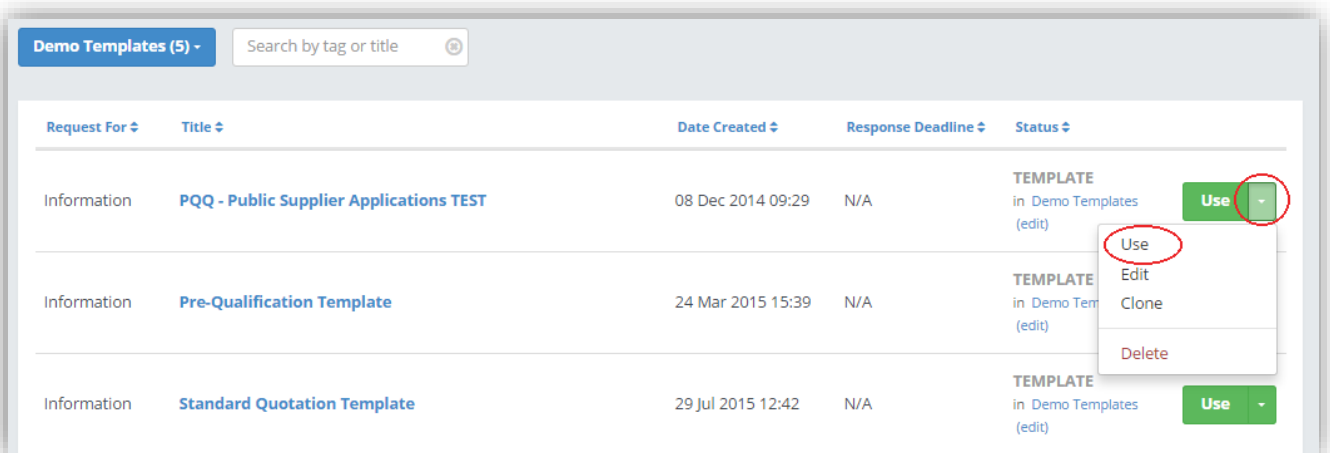 Demo Templates (5)
Search by tag or title
Request For Title Date Created Response Deadline Status
Information PQQ - Public Supplier Applications TEST 08 Dec 2014 09:29 N/A TEMPLATE
in Demo Templates
(edit)
Use
Use
Edit
Clone
Delete
Information Pre-Qualification Template 24 Mar 2015 15:39 N/A TEMPLATE
in Demo Tem
(edit)
Information Standard Quotation Template 29 Jul 2015 12:42 N/A TEMPLATE
in Demo Templates
(edit)
Use